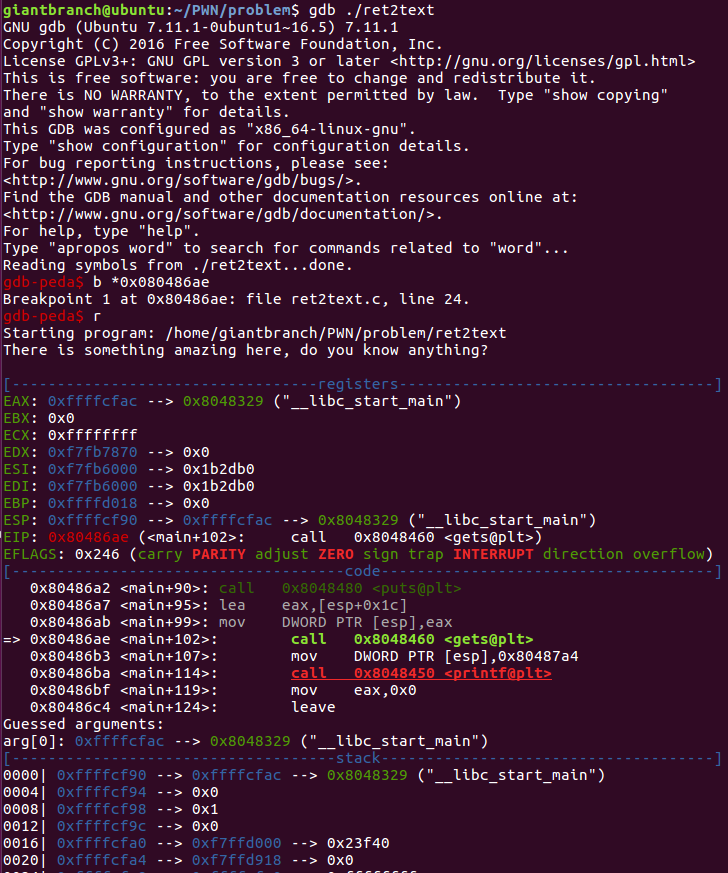 giantbranch@ubuntu:~/PWN/problem$ gdb ./ret2text
GNU gdb (Ubuntu 7.11.1-0ubuntu1~16.5) 7.11.1
Copyright (C) 2016 Free Software Foundation, Inc.
License GPLv3+: GNU GPL version 3 or later <http://gnu.org/licenses/gpl.html>
This is free software: you are free to change and redistribute it.
There is NO WARRANTY, to the extent permitted by law.  Type "show copying"
and "show warranty" for details.
This GDB was configured as "x86_64-linux-gnu".
Type "show configuration" for configuration details.
For bug reporting instructions, please see:
<http://www.gnu.org/software/gdb/bugs/>.
Find the GDB manual and other documentation resources online at:
<http://www.gnu.org/software/gdb/documentation/>.
For help, type "help".
Type "apropos word" to search for commands related to "word"...
Reading symbols from ./ret2text...done.
gdb-peda$ b *0x080486ae
Breakpoint 1 at 0x80486ae: file ret2text.c, line 24.
gdb-peda$ r
Starting program: /home/giantbranch/PWN/problem/ret2text
There is something amazing here, do you know anything?
[----------------------------------registers-----------------------------------]
EAX: 0xffffcfac --> 0x8048329 ("__libc_start_main")
EBX: 0x0
ECX: 0xffffffff
EDX: 0xf7fb7870 --> 0x0
ESI: 0xf7fb6000 --> 0x1b2db0
EDI: 0xf7fb6000 --> 0x1b2db0
EBP: 0xffffd018 --> 0x0
ESP: 0xffffcf90 --> 0xffffcfac --> 0x8048329 ("__libc_start_main")
EIP: 0x80486ae (<main+102>:	call   0x8048460 <gets@plt>)
EFLAGS: 0x246 (carry PARITY adjust ZERO sign trap INTERRUPT direction overflow)
[-------------------------------------code-------------------------------------]
   0x80486a2 <main+90>:	call   0x8048480 <puts@plt>
   0x80486a7 <main+95>:	lea    eax,[esp+0x1c]
   0x80486ab <main+99>:	mov    DWORD PTR [esp],eax
=> 0x80486ae <main+102>:	call   0x8048460 <gets@plt>
   0x80486b3 <main+107>:	mov    DWORD PTR [esp],0x80487a4
   0x80486ba <main+114>:	call   0x8048450 <printf@plt>
   0x80486bf <main+119>:	mov    eax,0x0
   0x80486c4 <main+124>:	leave
Guessed arguments:
arg[0]: 0xffffcfac --> 0x8048329 ("__libc_start_main")
[------------------------------------stack-------------------------------------]
0000| 0xffffcf90 --> 0xffffcfac --> 0x8048329 ("__libc_start_main")
0004| 0xffffcf94 --> 0x0
0008| 0xffffcf98 --> 0x1
0012| 0xffffcf9c --> 0x0
0016| 0xffffcfa0 --> 0xf7ffd000 --> 0x23f40
0020| 0xffffcfa4 --> 0xf7ffd918 --> 0x0